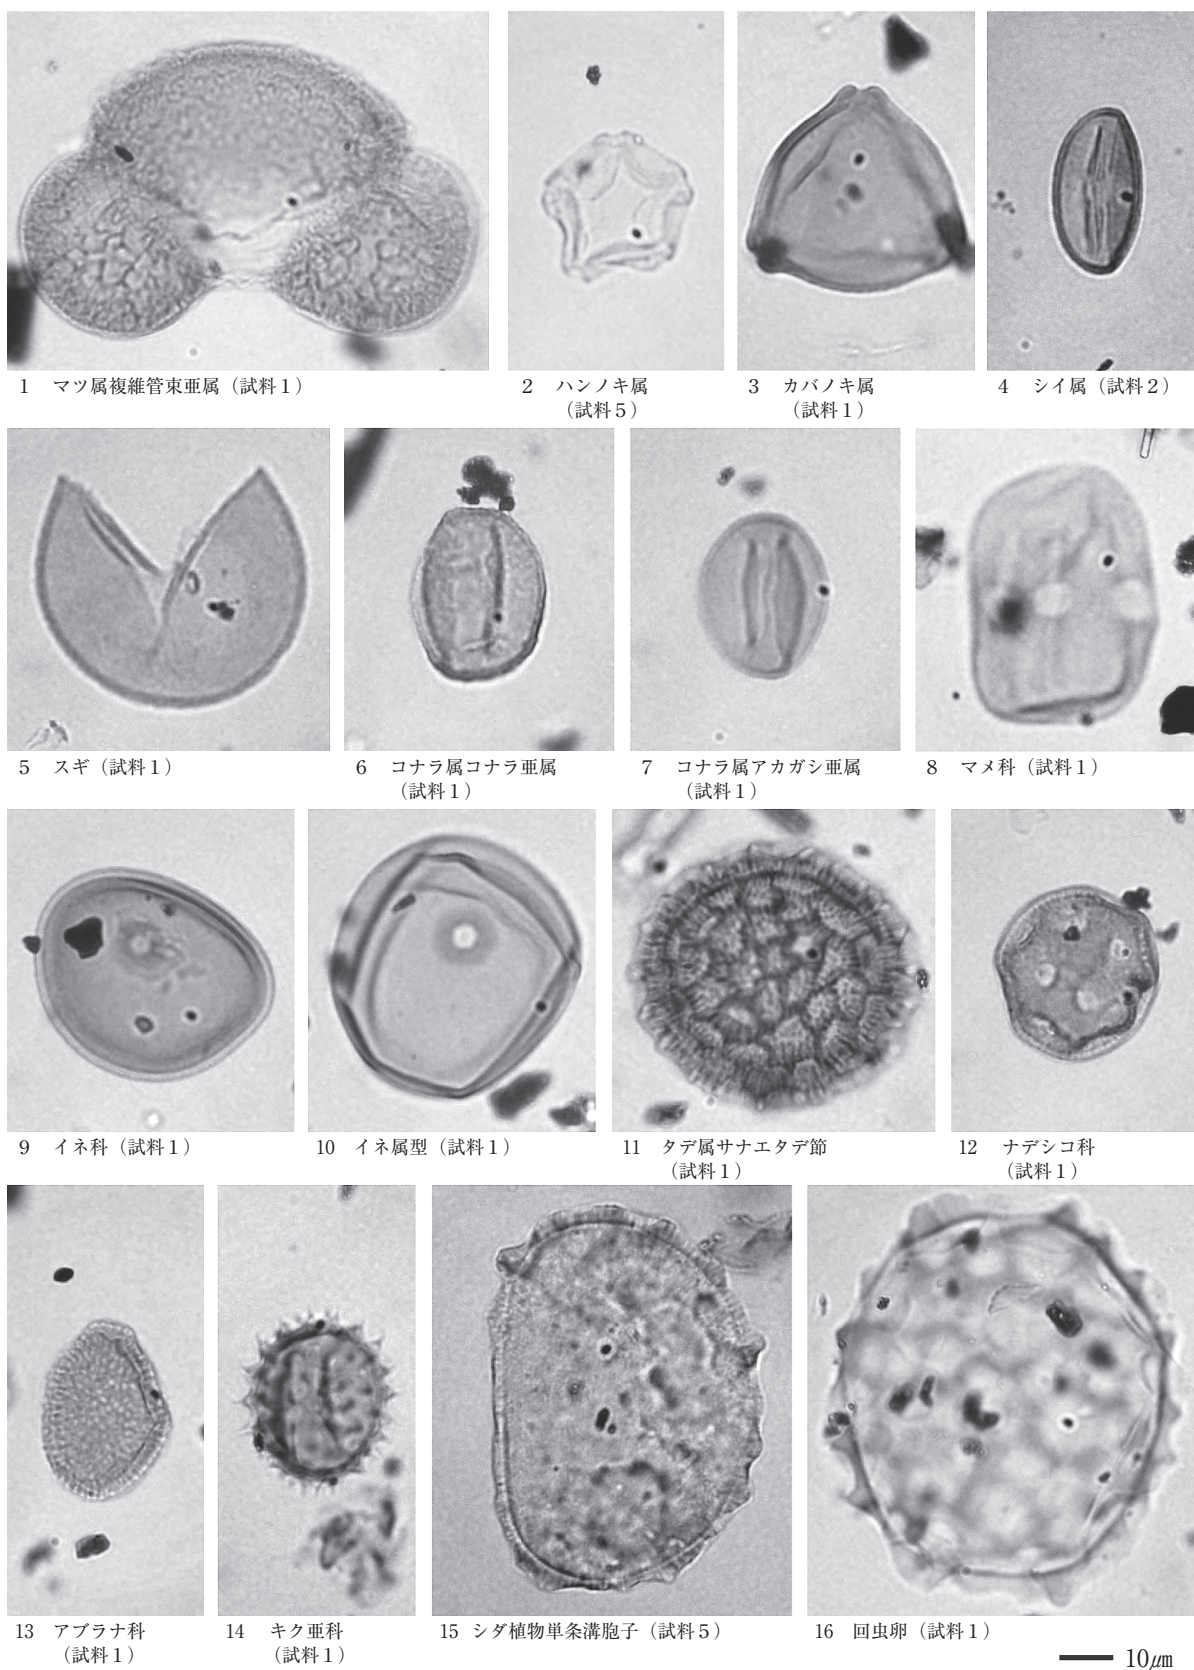 1 マツ属複維管束亜属（試料1）
2 ハンノキ属
（試料5）
3 カバノキ属
（試料1）
4 シイ属（試料2）
5 スギ（試料1）
6 コナラ属コナラ亜属
（試料1）
7 コナラ属アカガシ亜属
（試料1）
8 マメ科（試料1）
9 イネ科（試料1）
10 イネ属型（試料1）
11 タデ属サナエタデ節
（試料1）
12 ナデシコ科
（試料1）
13 アブラナ科
（試料1）
14 キク亜科
（試料1）
15 シダ植物単条溝胞子（試料5）
16 回虫卵（試料1）
10μm